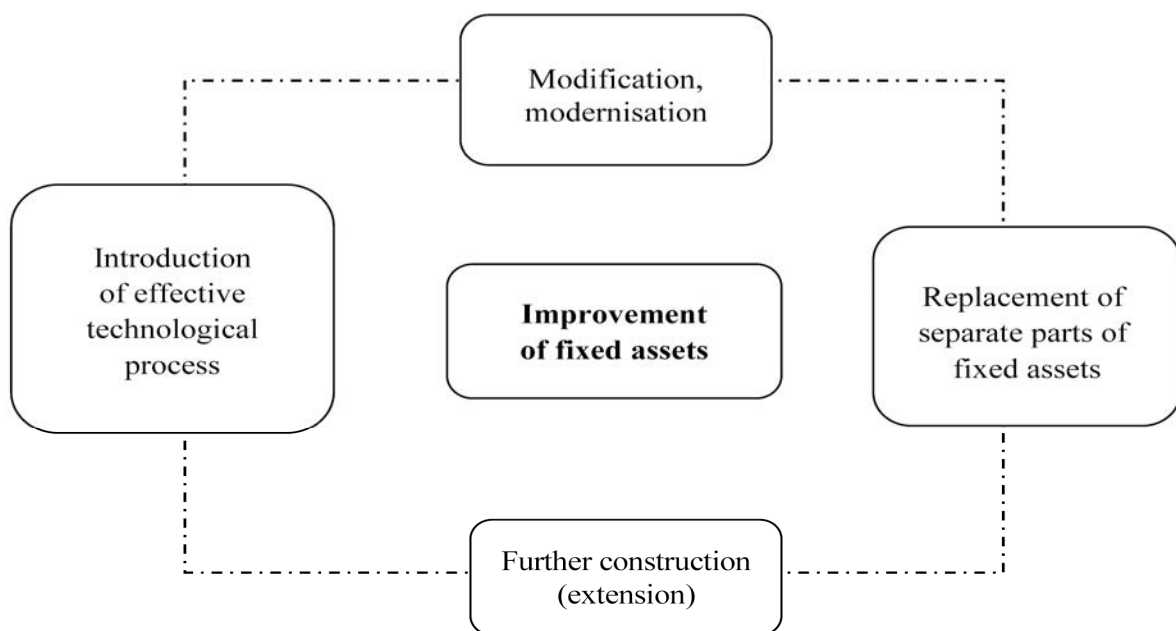 Modification,
modernisation
Introduction
of effective
technological
process
Improvement
of fixed assets
Replacement of
separate parts of
fixed assets
Further construction
(extension)